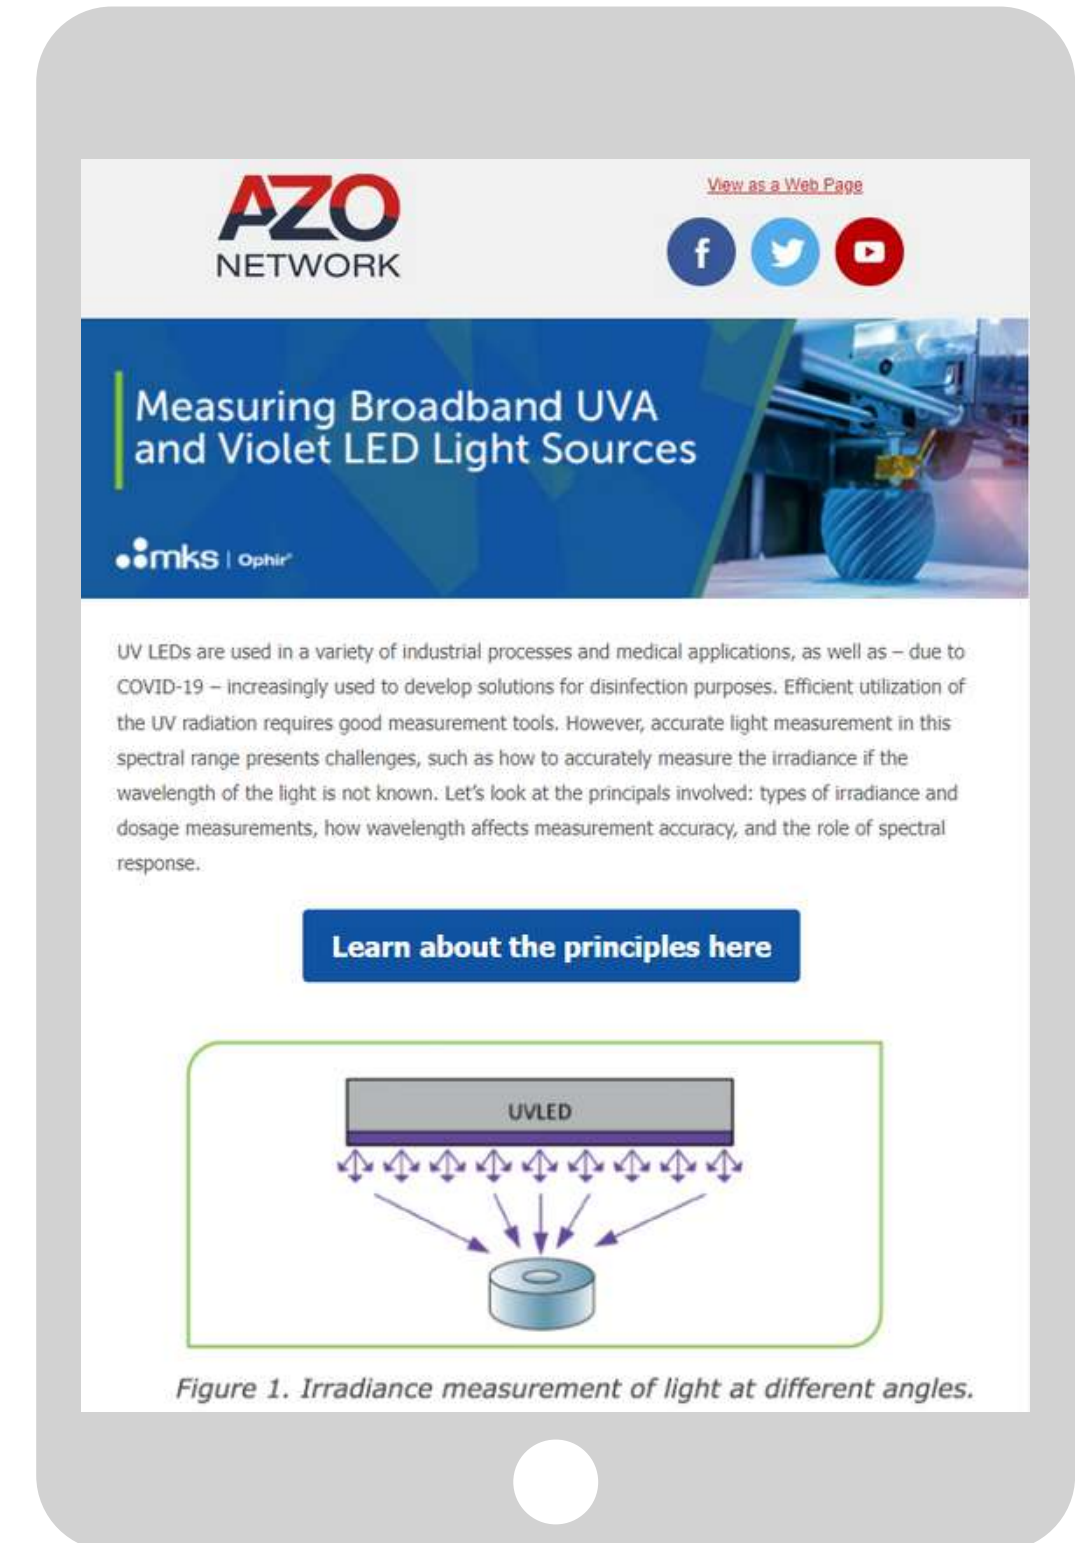 AZO
NETWORK
View as a Web Page
f
Measuring Broadband UVA
and Violet LED Light Sources
mks | Ophir®
UV LEDs are used in a variety of industrial processes and medical applications, as well as – due to
COVID-19 – increasingly used to develop solutions for disinfection purposes. Efficient utilization of
the UV radiation requires good measurement tools. However, accurate light measurement in this
spectral range presents challenges, such as how to accurately measure the irradiance if the
wavelength of the light is not known. Let’s look at the principals involved: types of irradiance and
dosage measurements, how wavelength affects measurement accuracy, and the role of spectral
response.
Learn about the principles here
UVLED
Figure 1. Irradiance measurement of light at different angles.